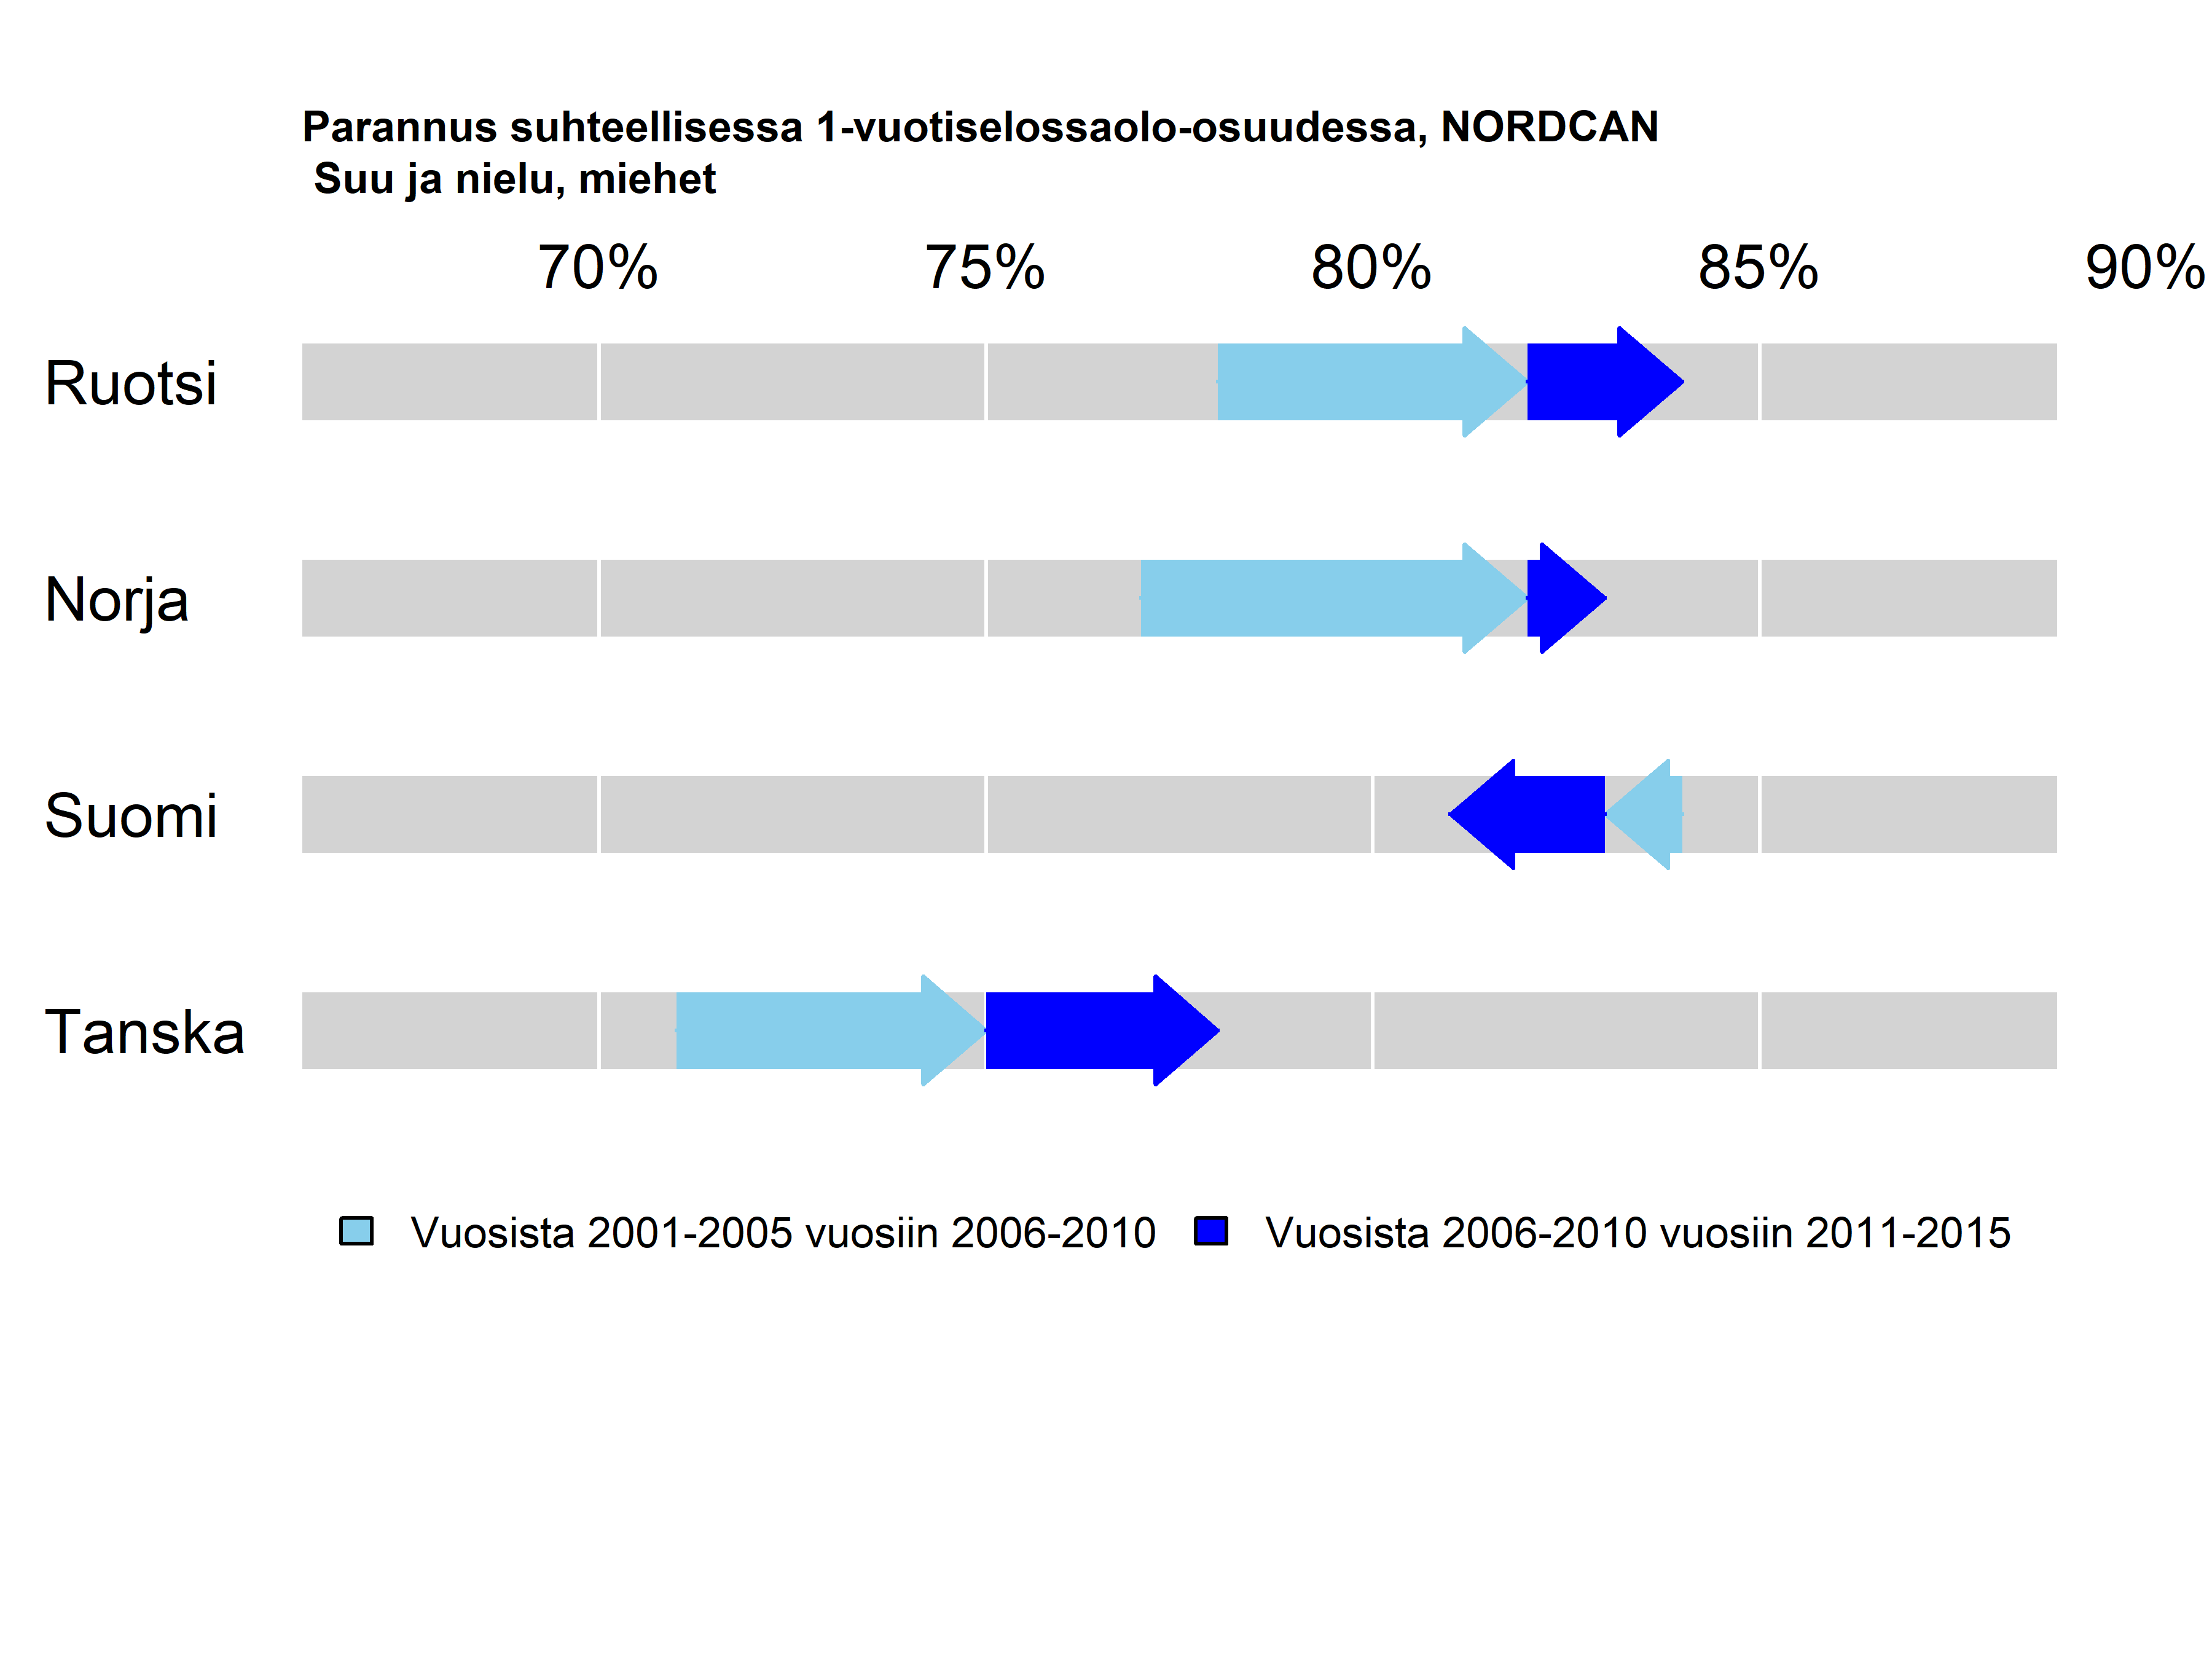 Parannus suhteellisessa 1-vuotiselossaolo-osuudessa, NORDCAN
Suu ja nielu, miehet
70% 75% 80% 85% 90%
Ruotsi
Norja
Suomi
Tanska
Vuosista 2001-2005 vuosiin 2006-2010 Vuosista 2006-2010 vuosiin 2011-2015